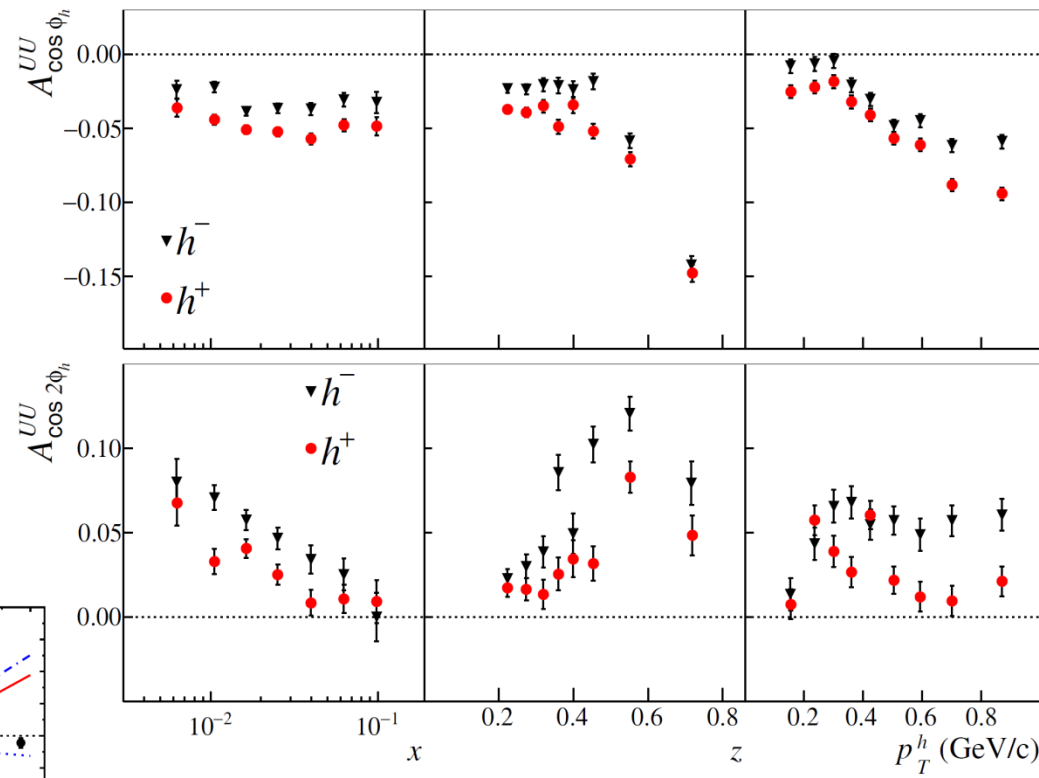 A^{UU}_{cos ϕ_h}
0.00
−0.05
−0.10
−0.15
h^−
h^+
A^{UU}_{cos 2ϕ_h}
0.10
0.05
0.00
h^−
h^+
10^{−2} 10^{−1} 0.2 0.4 0.6 0.8 0.2 0.4 0.6 0.8
x z p_T^h (GeV/c)